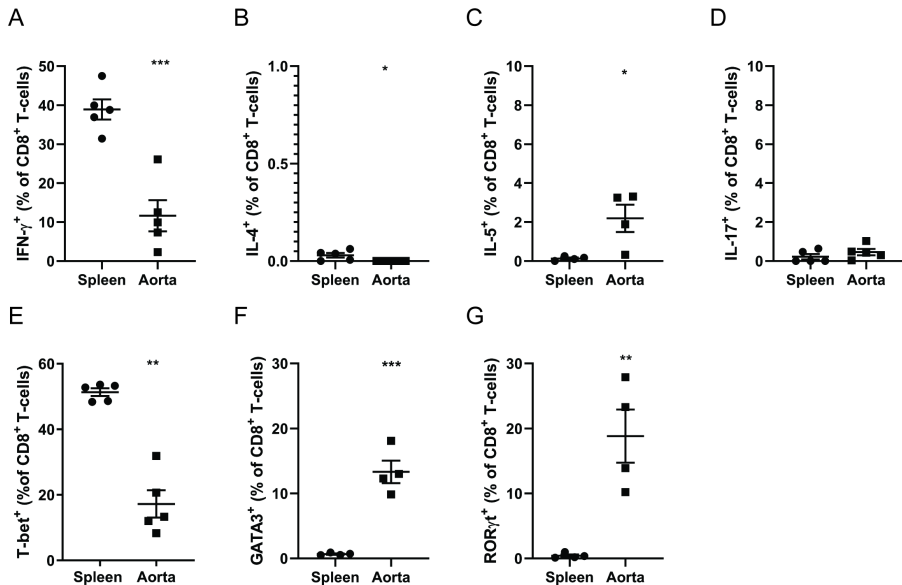 A
B
C
D
***
*
*
IFN-γ⁺ (% of CD8⁺ T-cells)
50
40
30
20
10
0
Spleen Aorta
IL-4⁺ (% of CD8⁺ T-cells)
1.0
0.5
0.0
Spleen Aorta
IL-5⁺ (% of CD8⁺ T-cells)
10
8
6
4
2
0
Spleen Aorta
IL-17⁺ (% of CD8⁺ T-cells)
10
8
6
4
2
0
Spleen Aorta
E
F
G
**
***
**
T-bet⁺ (%of CD8⁺ T-cells)
60
40
20
0
Spleen Aorta
GATA3⁺ (% of CD8⁺ T-cells)
30
20
10
0
Spleen Aorta
RORγt⁺ (% of CD8⁺ T-cells)
30
20
10
0
Spleen Aorta